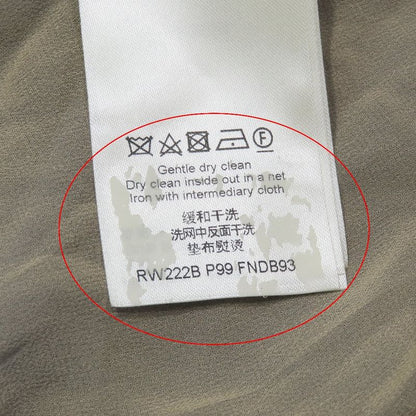 F
Gentle dry clean
Dry clean inside out in a net
Iron with intermediary cloth
缓和干洗
洗网中反面干洗
垫布熨烫
RW222B P99 FNDB93